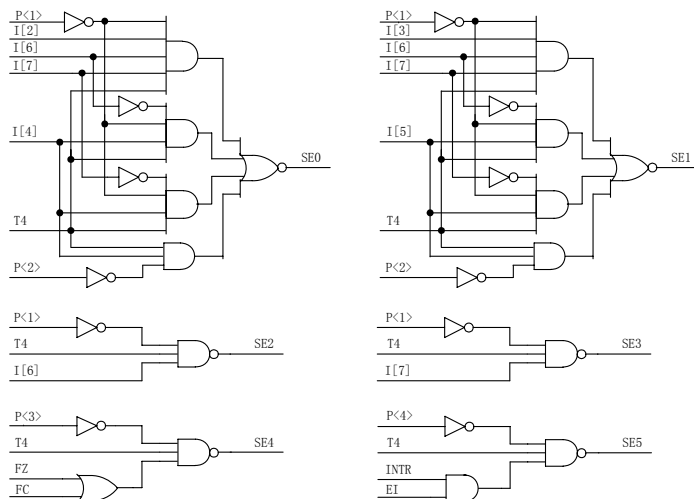 P<1>
I[2]
I[6]
I[7]
I[4]
SE0
T4
P<2>
P<1>
I[3]
I[6]
I[7]
I[5]
SE1
T4
P<2>
P<1>
T4
SE2
I[6]
P<1>
T4
SE3
I[7]
P<3>
T4
SE4
FZ
FC
P<4>
T4
SE5
INTR
EI